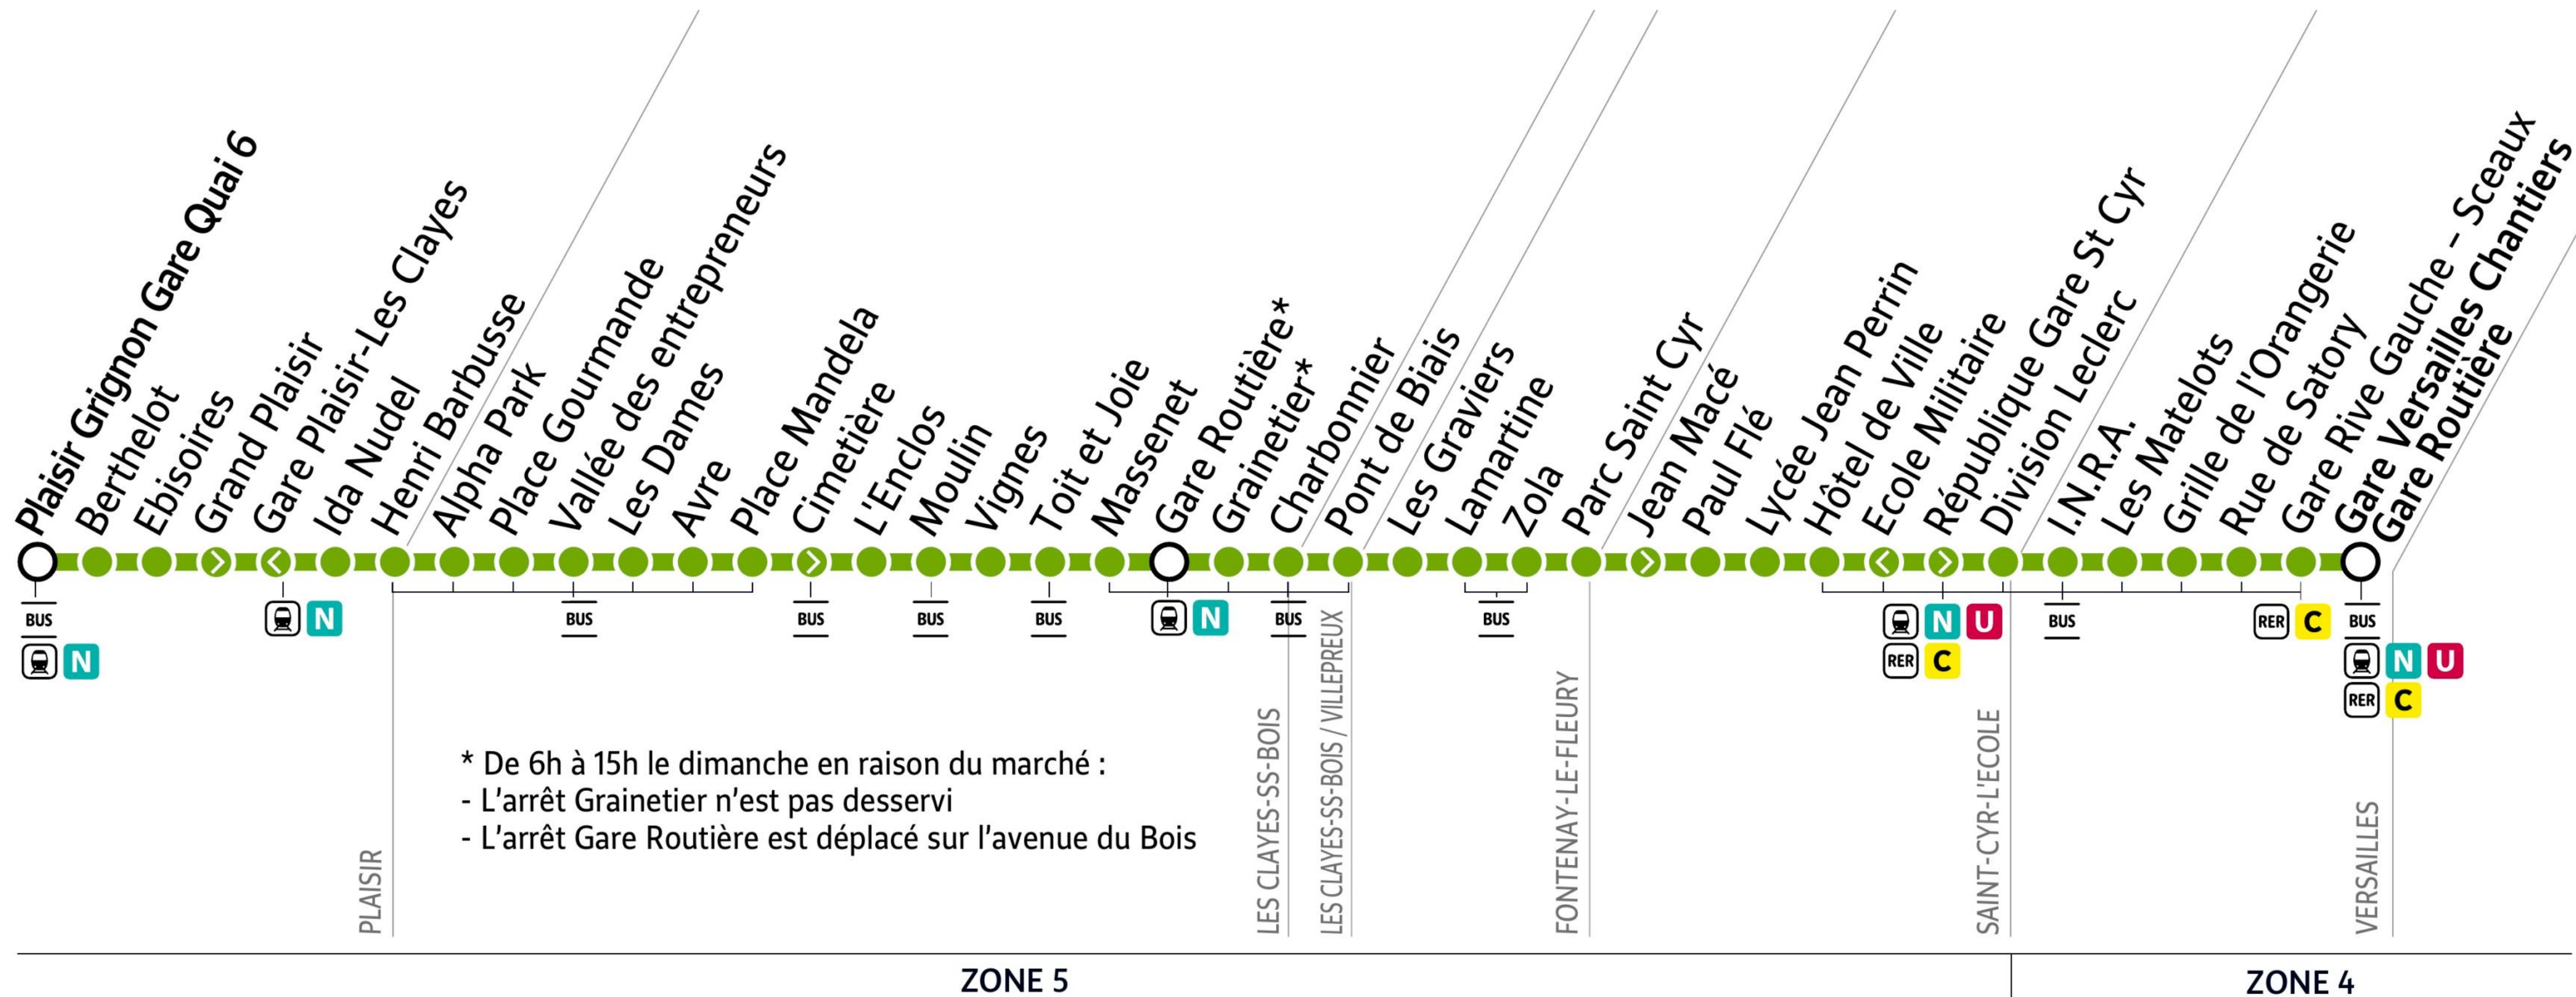 Plaisir Grignon Gare Quai 6
Berthelot
Ebisoires
Grand Plaisir
Gare Plaisir-Les Clayes
Ida Nudel
Henri Barbusse
Alpha Park
Place Gourmande
Vallée des entrepreneurs
Les Dames
Avre
Place Mandela
Cimetière
L'Enclos
Moulin
Vignes
Toit et Joie
Massenet
Gare Routière*
Grainetier*
Charbonnier
Pont de Biais
Les Graviers
Lamartine
Zola
Parc Saint Cyr
Jean Macé
Paul Flé
Lycée Jean Perrin
Hôtel de Ville
Ecole Militaire
République Gare St Cyr
Division Leclerc
I.N.R.A.
Les Matelots
Grille de l'Orangerie
Rue de Satory
Gare Rive Gauche – Sceaux
Gare Versailles Chantiers
Gare Routière
BUS
N
N
BUS
BUS
BUS
BUS
N
BUS
BUS
N U
RER C
BUS
RER C
BUS
N U
RER C
* De 6h à 15h le dimanche en raison du marché :
- L'arrêt Grainetier n'est pas desservi
- L'arrêt Gare Routière est déplacé sur l'avenue du Bois
PLAISIR
LES CLAYES-SS-BOIS
LES CLAYES-SS-BOIS / VILLEPREUX
FONTENAY-LE-FLEURY
SAINT-CYR-L'ECOLE
VERSAILLES
ZONE 5
ZONE 4